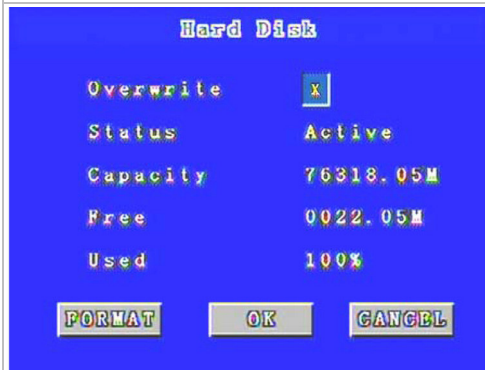 Hard Disk
Overwrite X
Status Active
Capacity 76318.05M
Free 0022.05M
Used 100%
FORMAT OK CANCEL